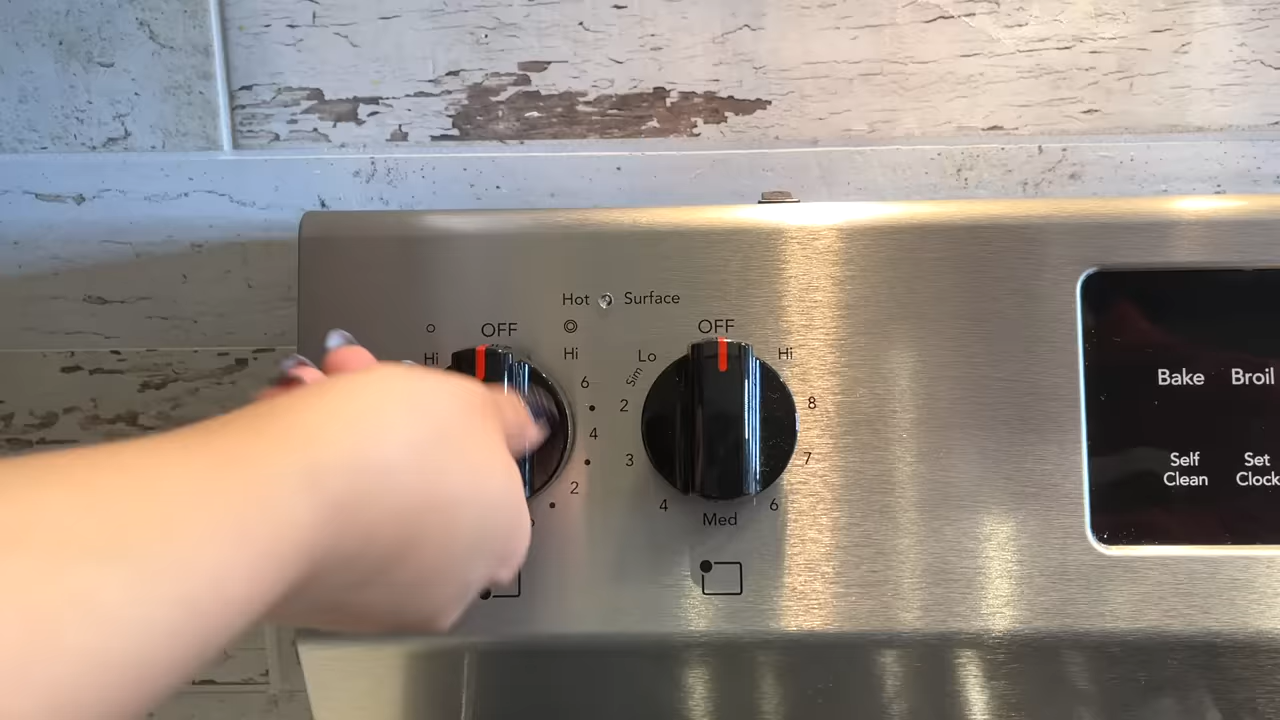 Hot Surface
OFF
Hi
Hi
6
4
2
OFF
Lo
Sim
2
3
4
Med
6
7
8
Hi
Bake
Broil
Self
Clean
Set
Clock